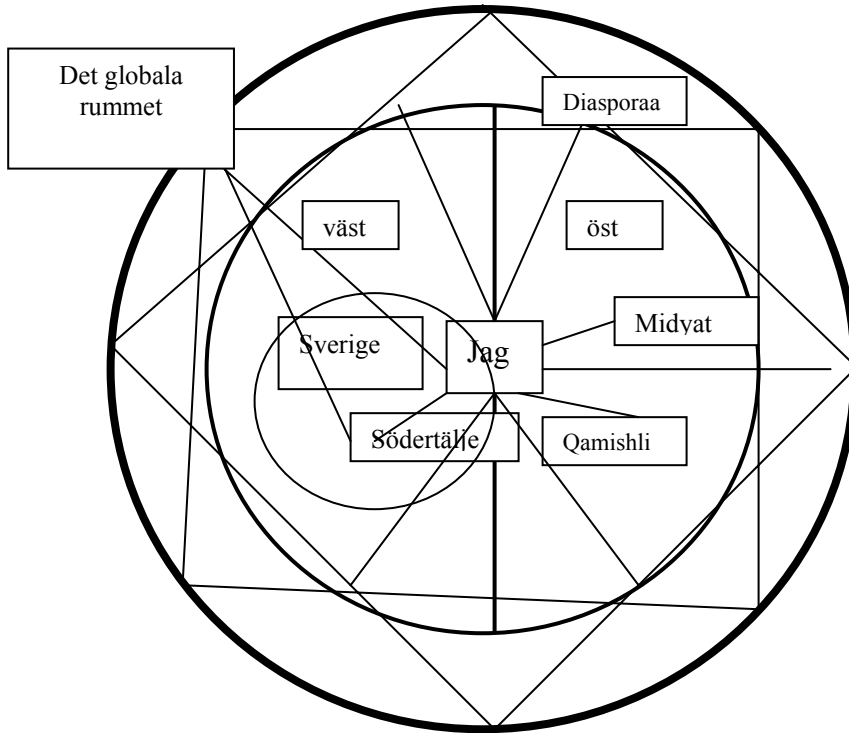 Det globala
rummet
Diasporaa
väst
öst
Midyat
Sverige
Jag
Södertälje
Qamishli